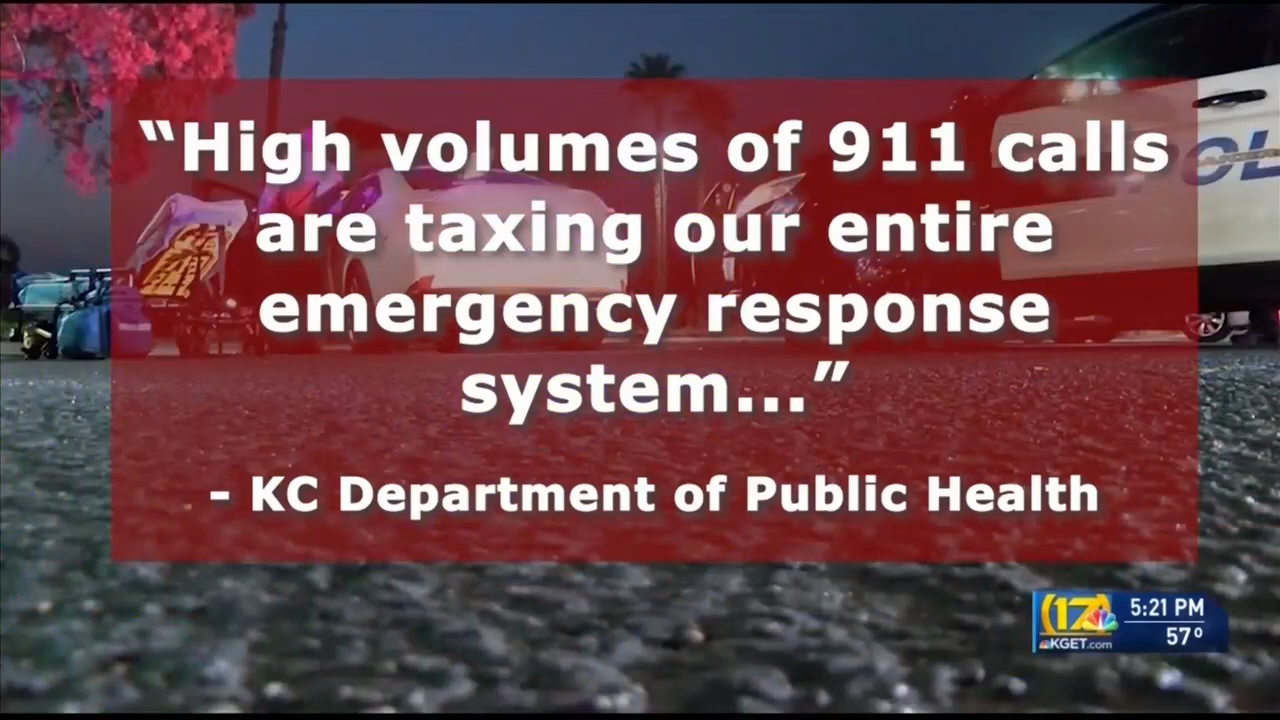 “High volumes of 911 calls
are taxing our entire
emergency response
system...”
- KC Department of Public Health
POL
17
5:21 PM
KGET.com
57°